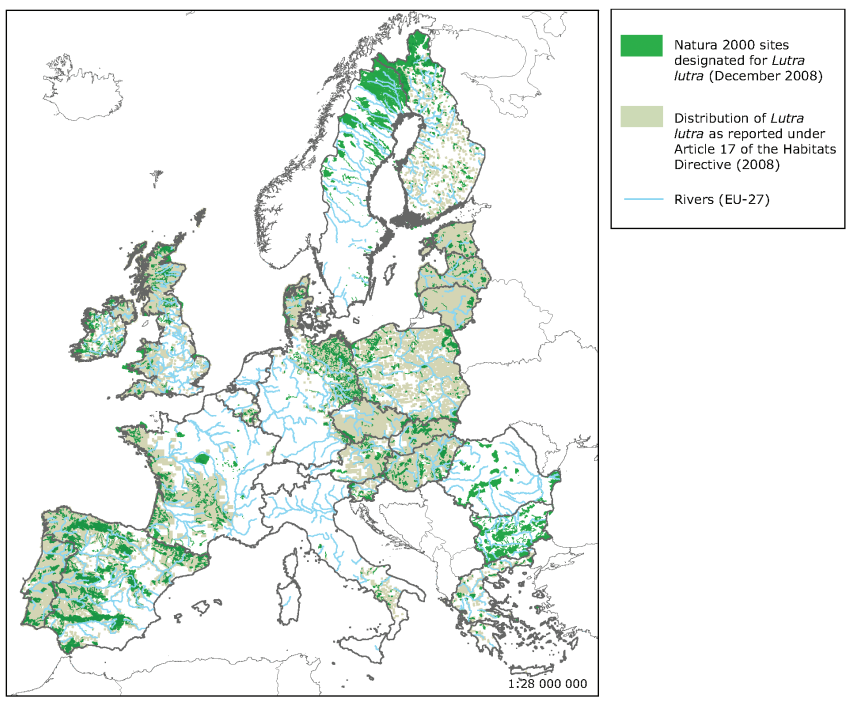 Natura 2000 sites
designated for Lutra
lutra (December 2008)
Distribution of Lutra
lutra as reported under
Article 17 of the Habitats
Directive (2008)
Rivers (EU-27)
1:28 000 000